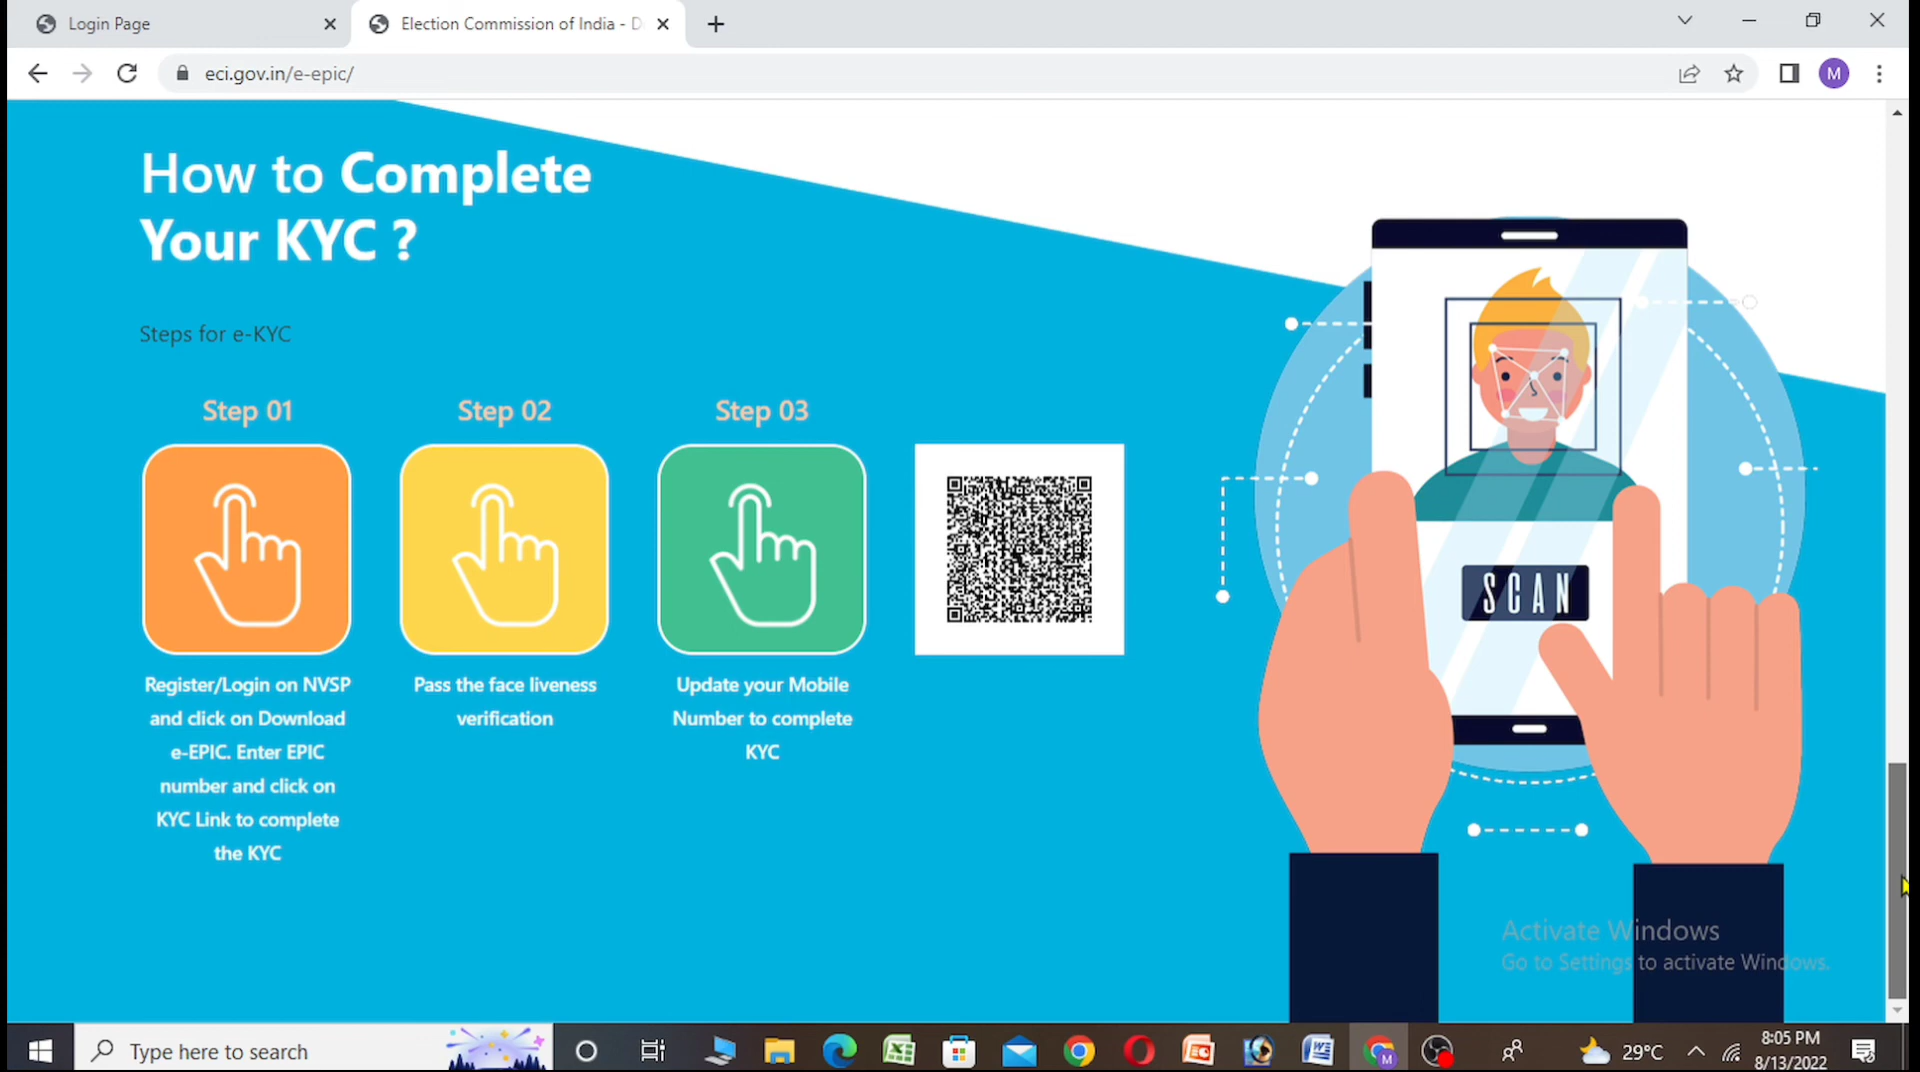 Login Page
Election Commission of India - D
eci.gov.in/e-epic/
M
How to Complete
Your KYC ?
Steps for e-KYC
Step 01
Step 02
Step 03
Register/Login on NVSP
and click on Download
e-EPIC. Enter EPIC
number and click on
KYC Link to complete
the KYC
Pass the face liveness
verification
Update your Mobile
Number to complete
KYC
SCAN
Activate Windows
Go to Settings to activate Windows.
Type here to search
M
29°C
8:05 PM
8/13/2022